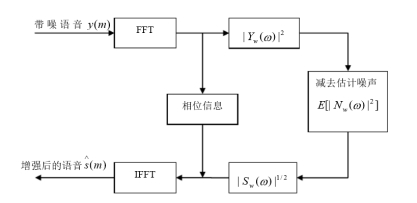 带噪语音 y(m)
FFT
|Y_w(ω)|²
减去估计噪声
E[|N_w(ω)|²]
相位信息
增强后的语音 ŝ(m)
IFFT
|S_w(ω)|^{1/2}